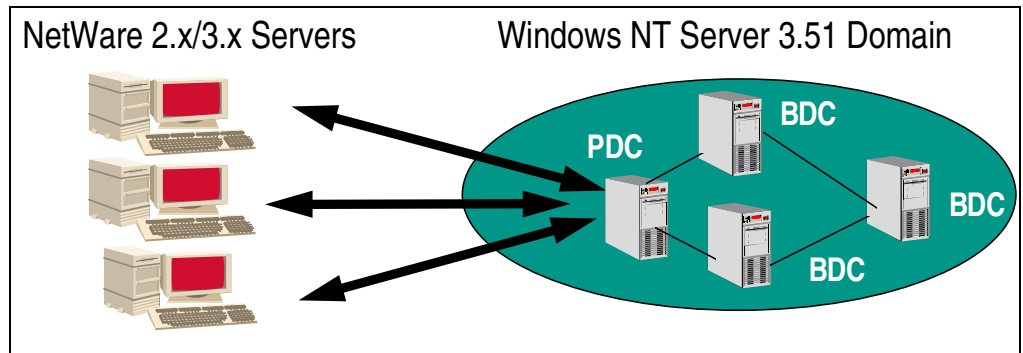 NetWare 2.x/3.x Servers
Windows NT Server 3.51 Domain
BDC
PDC
BDC
BDC